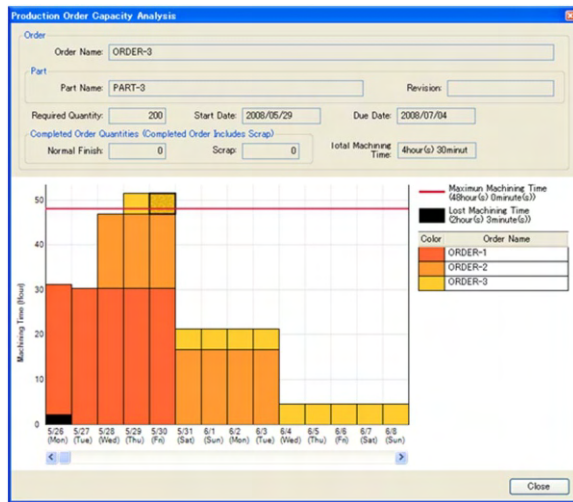 Production Order Capacity Analysis
Order
Order Name: ORDER-3
Part
Part Name: PART-3 Revision:
Required Quantity: 200 Start Date: 2008/05/29 Due Date: 2008/07/04
Completed Order Quantities (Completed Order Includes Scrap)
Normal Finish: 0 Scrap: 0
Total Machining Time: 4hour(s) 30minut
Maximun Machining Time
(48hour(s) 0minute(s))
Lost Machining Time
(2hour(s) 3minute(s))
Color Order Name
ORDER-1
ORDER-2
ORDER-3
Machining Time (Hour)
50
40
30
20
10
0
5/26 5/27 5/28 5/29 5/30 5/31 6/1 6/2 6/3 6/4 6/5 6/6 6/7 6/8
(Mon) (Tue) (Wed) (Thu) (Fri) (Sat) (Sun) (Mon) (Tue) (Wed) (Thu) (Fri) (Sat) (Sun)
Close